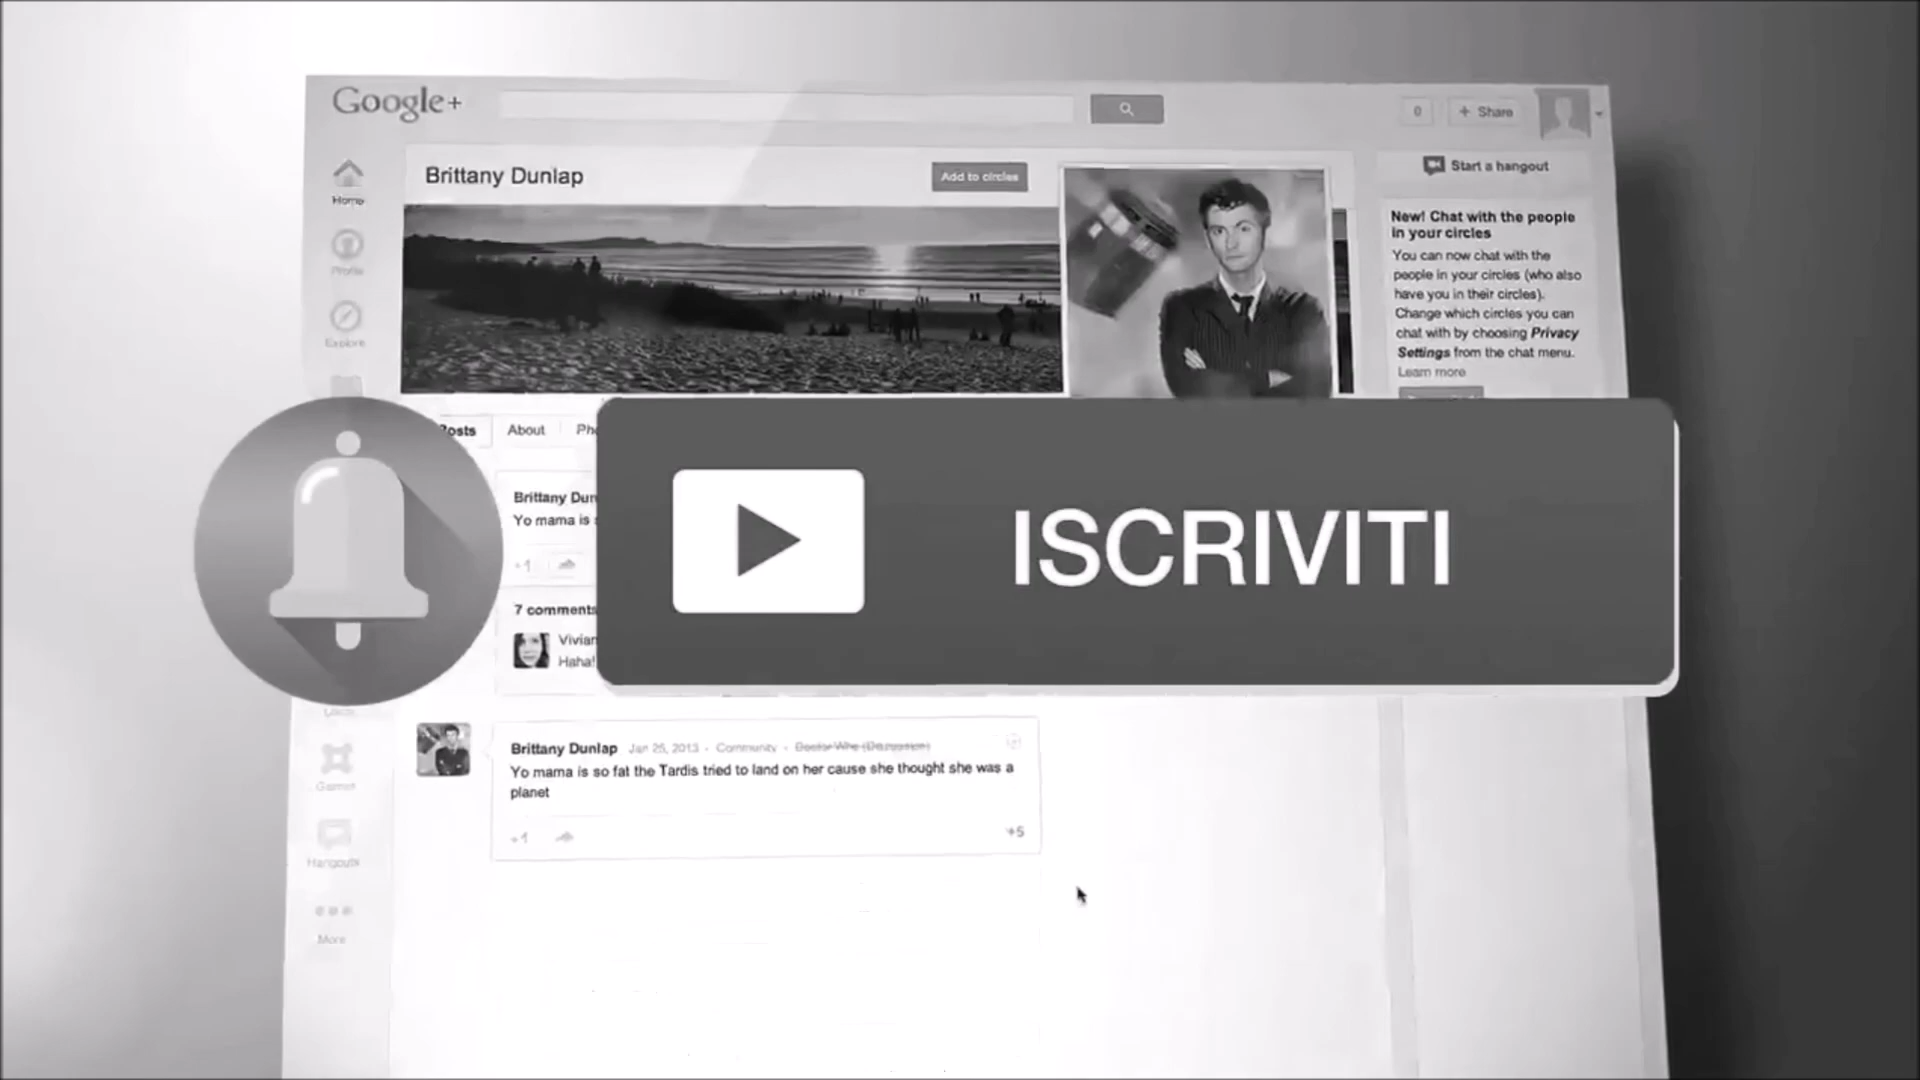 Google+
0
+ Share
Brittany Dunlap
Add to circles
Start a hangout
Home
Profile
Explore
New! Chat with the people
in your circles
You can now chat with the
people in your circles (who also
have you in their circles).
Change which circles you can
chat with by choosing Privacy
Settings from the chat menu.
Learn more
Posts
About
Brittany Dun
Yo mama is
+1
7 comments
Vivian
Haha!
ISCRIVITI
Brittany Dunlap Jan 25, 2013 - Community - Doctor Who (Discussion)
Yo mama is so fat the Tardis tried to land on her cause she thought she was a
planet
+1
+5
Games
Hangouts
More